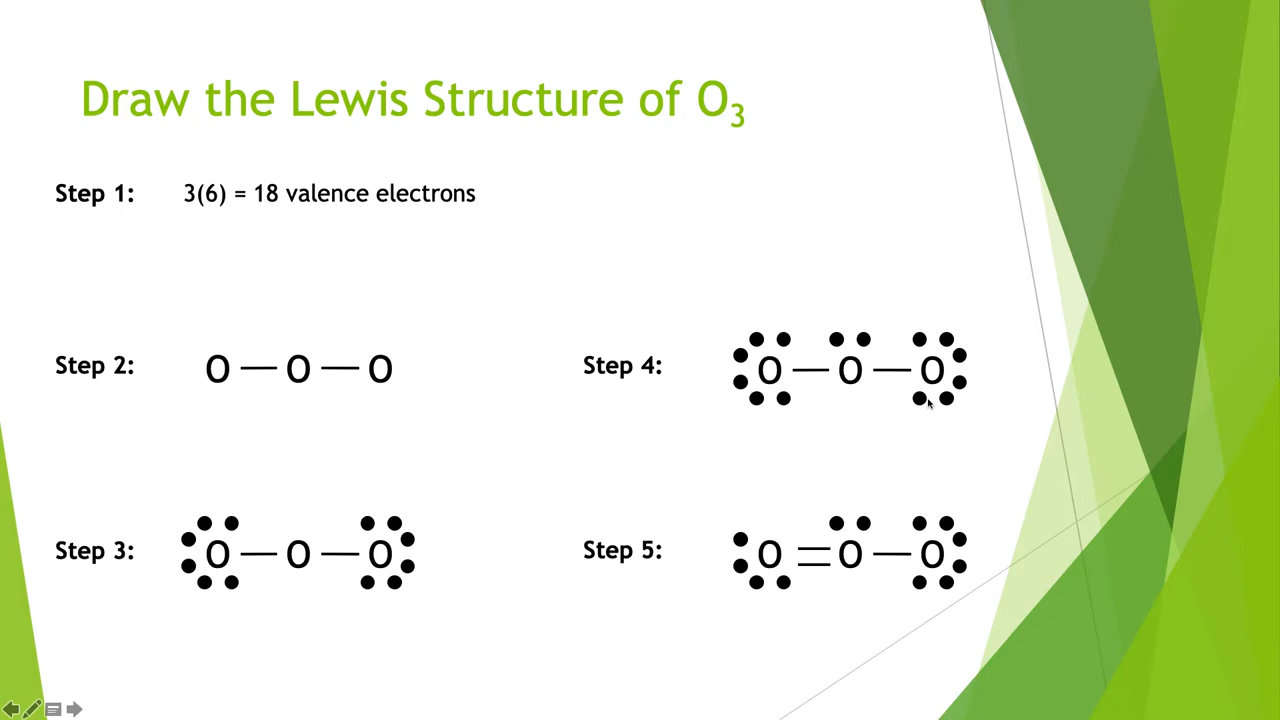 Draw the Lewis Structure of O₃
Step 1: 3(6) = 18 valence electrons
Step 2: O — O — O
Step 4: O — O — O
Step 3: O — O — O
Step 5: O = O — O